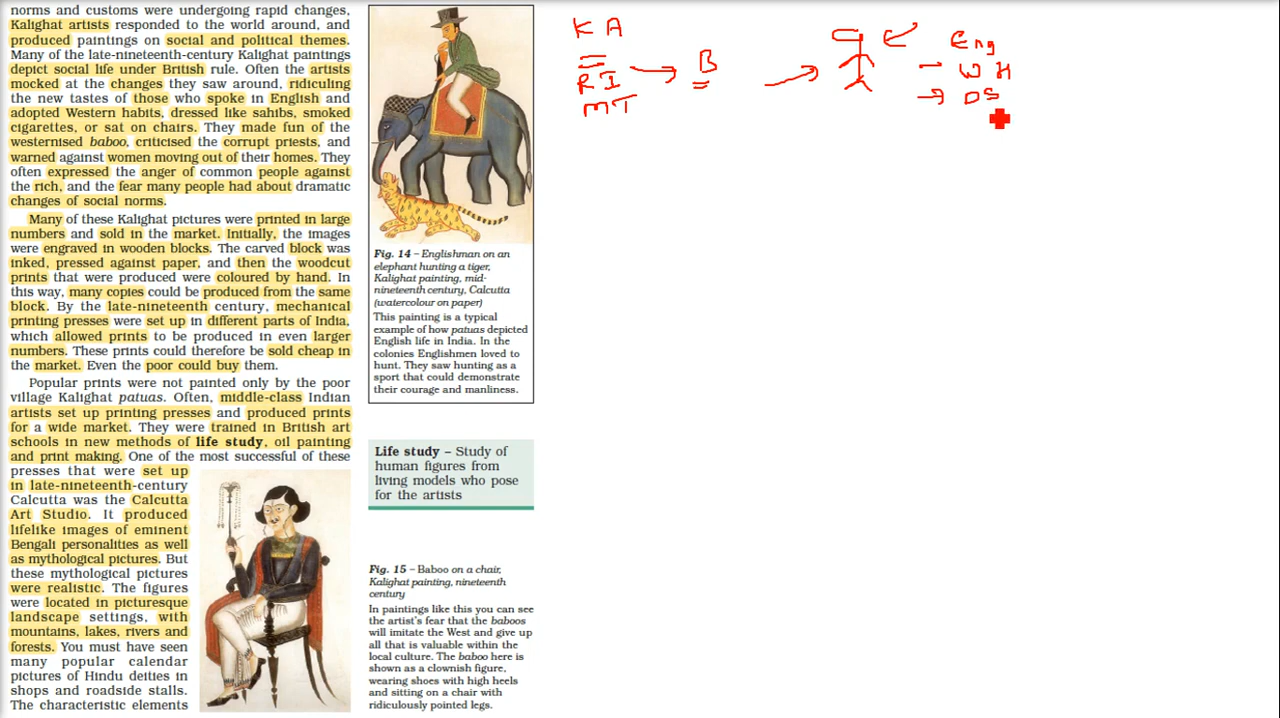 norms and customs were undergoing rapid changes,
Kalighat artists responded to the world around, and
produced paintings on social and political themes.
Many of the late-nineteenth-century Kalighat paintings
depict social life under British rule. Often the artists
mocked at the changes they saw around, ridiculing
the new tastes of those who spoke in English and
adopted Western habits, dressed like sahibs, smoked
cigarettes, or sat on chairs. They made fun of the
westernised baboo, criticised the corrupt priests, and
warned against women moving out of their homes. They
often expressed the anger of common people against
the rich, and the fear many people had about dramatic
changes of social norms.
Many of these Kalighat pictures were printed in large
numbers and sold in the market. Initially, the images
were engraved in wooden blocks. The carved block was
inked, pressed against paper, and then the woodcut
prints that were produced were coloured by hand. In
this way, many copies could be produced from the same
block. By the late-nineteenth century, mechanical
printing presses were set up in different parts of India,
which allowed prints to be produced in even larger
numbers. These prints could therefore be sold cheap in
the market. Even the poor could buy them.
Popular prints were not painted only by the poor
village Kalighat patuas. Often, middle-class Indian
artists set up printing presses and produced prints
for a wide market. They were trained in British art
schools in new methods of life study, oil painting
and print making. One of the most successful of these
presses that were set up
in late-nineteenth-century
Calcutta was the Calcutta
Art Studio. It produced
lifelike images of eminent
Bengali personalities as well
as mythological pictures. But
these mythological pictures
were realistic. The figures
were located in picturesque
landscape settings, with
mountains, lakes, rivers and
forests. You must have seen
many popular calendar
pictures of Hindu deities in
shops and roadside stalls.
The characteristic elements
Fig. 14 – Englishman on an
elephant hunting a tiger,
Kalighat painting, mid-
nineteenth century, Calcutta
(watercolour on paper)
This painting is a typical
example of how patuas depicted
English life in India. In the
colonies Englishmen loved to
hunt. They saw hunting as a
sport that could demonstrate
their courage and manliness.
Life study – Study of
human figures from
living models who pose
for the artists
Fig. 15 – Baboo on a chair,
Kalighat painting, nineteenth
century
In paintings like this you can see
the artist's fear that the baboos
will imitate the West and give up
all that is valuable within the
local culture. The baboo here is
shown as a clownish figure,
wearing shoes with high heels
and sitting on a chair with
ridiculously pointed legs.
K A
RI → B
MT
Eng
WH
DS